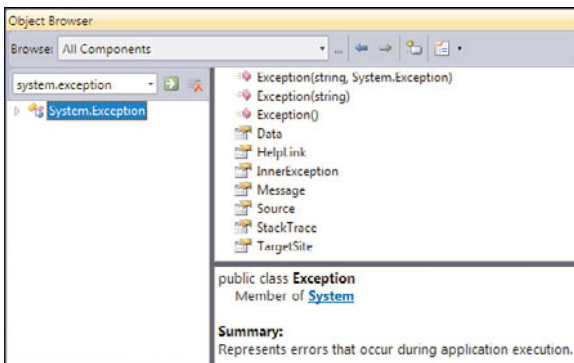 Object Browser
Browse: All Components
system.exception
System.Exception
Exception(string, System.Exception)
Exception(string)
Exception()
Data
HelpLink
InnerException
Message
Source
StackTrace
TargetSite
public class Exception
Member of System
Summary:
Represents errors that occur during application execution.